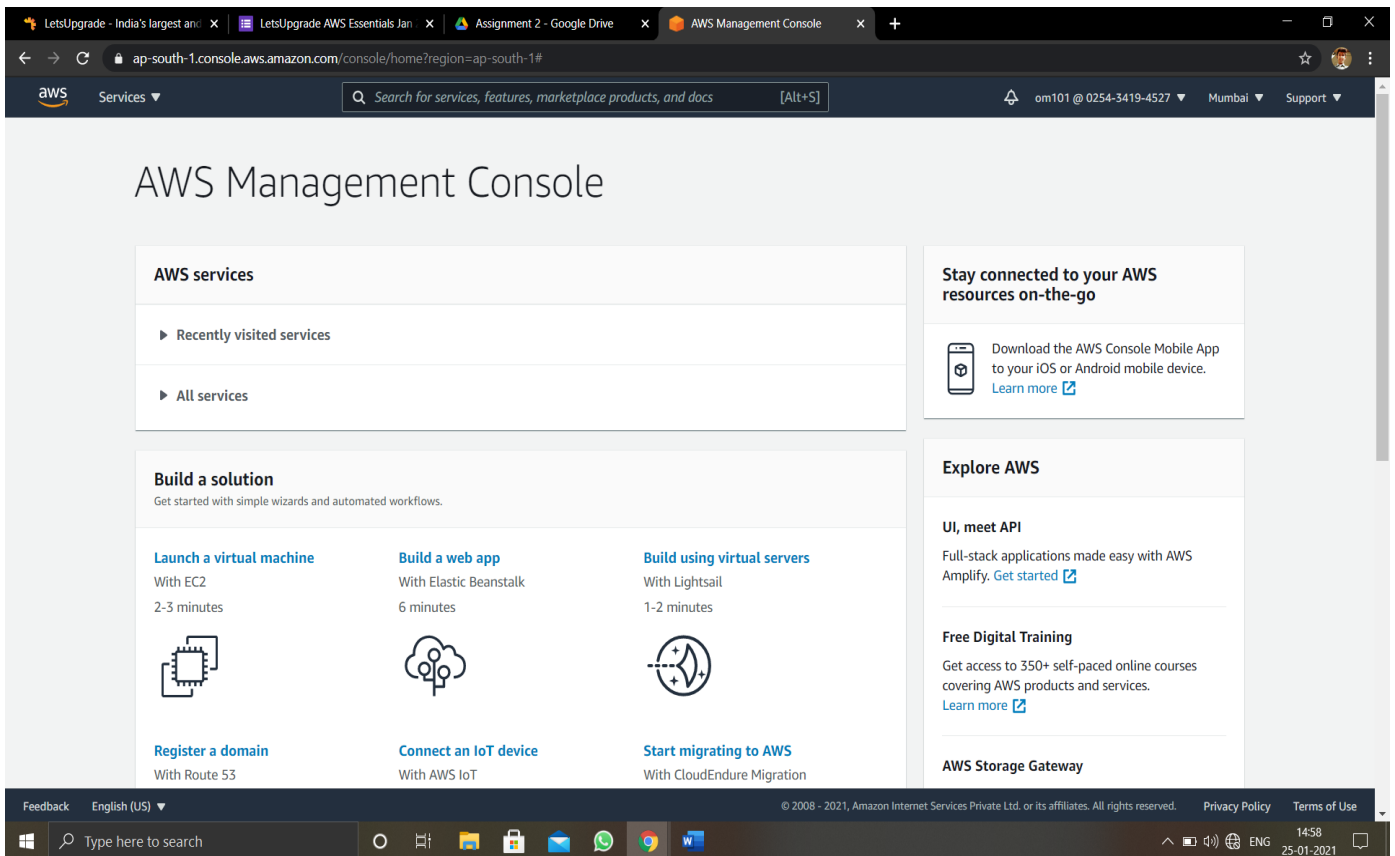 LetsUpgrade - India's largest and
LetsUpgrade AWS Essentials Jan
Assignment 2 - Google Drive
AWS Management Console
ap-south-1.console.aws.amazon.com/console/home?region=ap-south-1#
aws
Services
Search for services, features, marketplace products, and docs
[Alt+S]
om101 @ 0254-3419-4527
Mumbai
Support
AWS Management Console
AWS services
Recently visited services
All services
Stay connected to your AWS
resources on-the-go
Download the AWS Console Mobile App
to your iOS or Android mobile device.
Learn more
Build a solution
Get started with simple wizards and automated workflows.
Launch a virtual machine
With EC2
2-3 minutes
Build a web app
With Elastic Beanstalk
6 minutes
Build using virtual servers
With Lightsail
1-2 minutes
Register a domain
With Route 53
Connect an IoT device
With AWS IoT
Start migrating to AWS
With CloudEndure Migration
Explore AWS
UI, meet API
Full-stack applications made easy with AWS
Amplify. Get started
Free Digital Training
Get access to 350+ self-paced online courses
covering AWS products and services.
Learn more
AWS Storage Gateway
Feedback
English (US)
© 2008 - 2021, Amazon Internet Services Private Ltd. or its affiliates. All rights reserved.
Privacy Policy
Terms of Use
Type here to search
W
ENG
14:58
25-01-2021